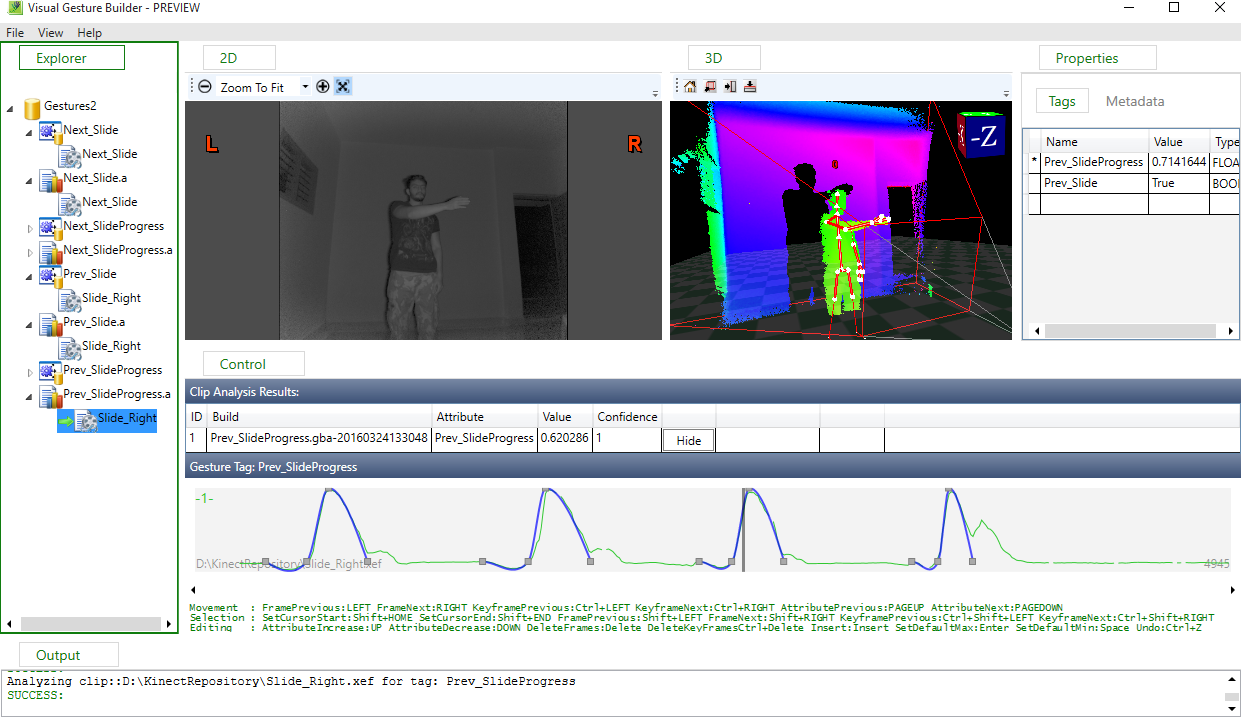 Visual Gesture Builder - PREVIEW
File View Help
Explorer
Gestures2
Next_Slide
Next_Slide
Next_Slide.a
Next_Slide
Next_SlideProgress
Next_SlideProgress.a
Prev_Slide
Slide_Right
Prev_Slide.a
Slide_Right
Prev_SlideProgress
Prev_SlideProgress.a
Slide_Right
2D
Zoom To Fit
L
R
3D
-Z
Properties
Tags Metadata
Name Value Type
* Prev_SlideProgress 0.7141644 FLOA
Prev_Slide True BOOL
Control
Clip Analysis Results:
ID Build Attribute Value Confidence
1 Prev_SlideProgress.gba-20160324133048 Prev_SlideProgress 0.620286 1 Hide
Gesture Tag: Prev_SlideProgress
-1-
D:\KinectRepository\Slide_Right.xef
4945
Movement : FramePrevious:LEFT FrameNext:RIGHT KeyframePrevious:Ctrl+LEFT KeyframeNext:Ctrl+RIGHT AttributePrevious:PAGEUP AttributeNext:PAGEDOWN
Selection : SetCursorStart:Shift+HOME SetCursorEnd:Shift+END FramePrevious:Shift+LEFT FrameNext:Shift+RIGHT KeyframePrevious:Ctrl+Shift+LEFT KeyframeNext:Ctrl+Shift+RIGHT
Editing : AttributeIncrease:UP AttributeDecrease:DOWN DeleteFrames:Delete DeleteKeyFramesCtrl+Delete Insert:Insert SetDefaultMax:Enter SetDefaultMin:Space Undo:Ctrl+Z
Output
Analyzing clip::D:\KinectRepository\Slide_Right.xef for tag: Prev_SlideProgress
SUCCESS: